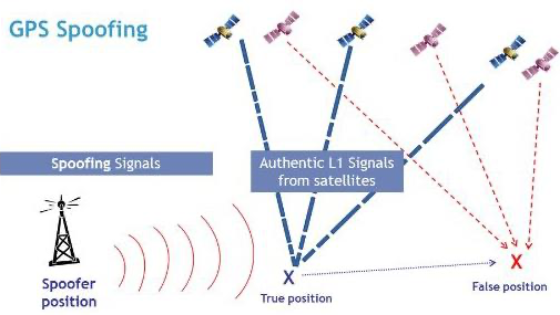 GPS Spoofing
Spoofing Signals
Authentic L1 Signals
from satellites
Spoofer
position
X
True position
X
False position